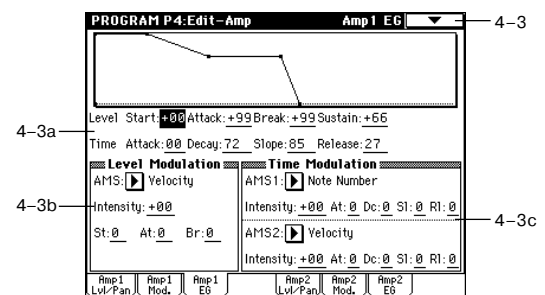 PROGRAM P4:Edit-Amp Amp1 EG
4-3
Level Start:+00 Attack:+99 Break:+99 Sustain:+66
4-3a
Time Attack:00 Decay:72 Slope:85 Release:27
Level Modulation Time Modulation
AMS: Velocity AMS1: Note Number
4-3b
Intensity:+00 Intensity:+00 At:0 Dc:0 Sl:0 Rl:0
4-3c
St:0 At:0 Br:0 AMS2: Velocity
Intensity:+00 At:0 Dc:0 Sl:0 Rl:0
Amp1 Lvl/Pan Amp1 Mod. Amp1 EG Amp2 Lvl/Pan Amp2 Mod. Amp2 EG